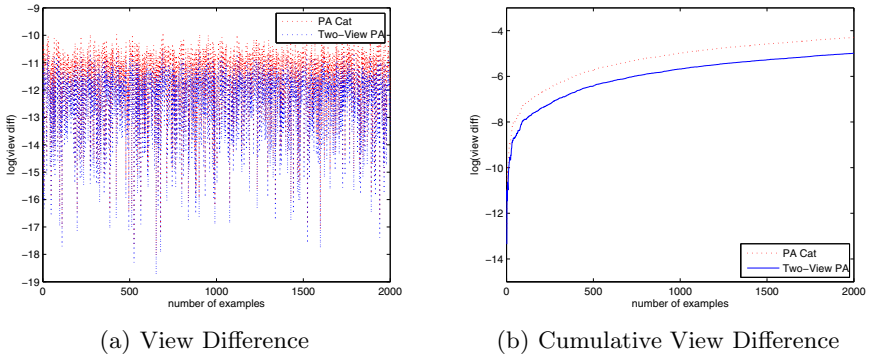 -9
-10
-11
-12
-13
-14
-15
-16
-17
-18
-19
log(view diff)
PA Cat
Two-View PA
0 500 1000 1500 2000
number of examples
(a) View Difference
-4
-6
-8
-10
-12
-14
log(view diff)
PA Cat
Two-View PA
0 500 1000 1500 2000
number of examples
(b) Cumulative View Difference